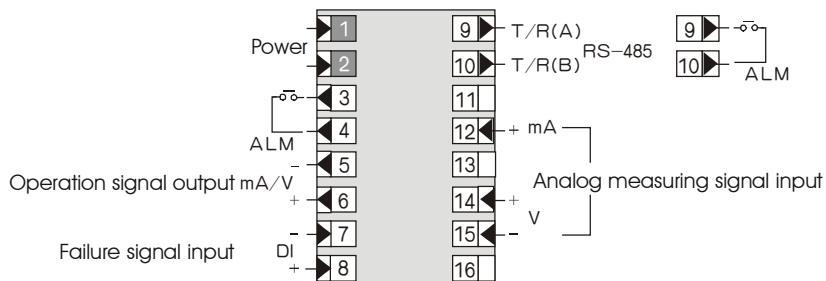 Power
1
2
3
4
ALM
5
6
Operation signal output mA/V
−
+
7
8
Failure signal input
DI
−
+
9
T/R(A)
10
T/R(B)
RS-485
11
12
+ mA
13
14
+
V
15
−
16
Analog measuring signal input
9
10
ALM